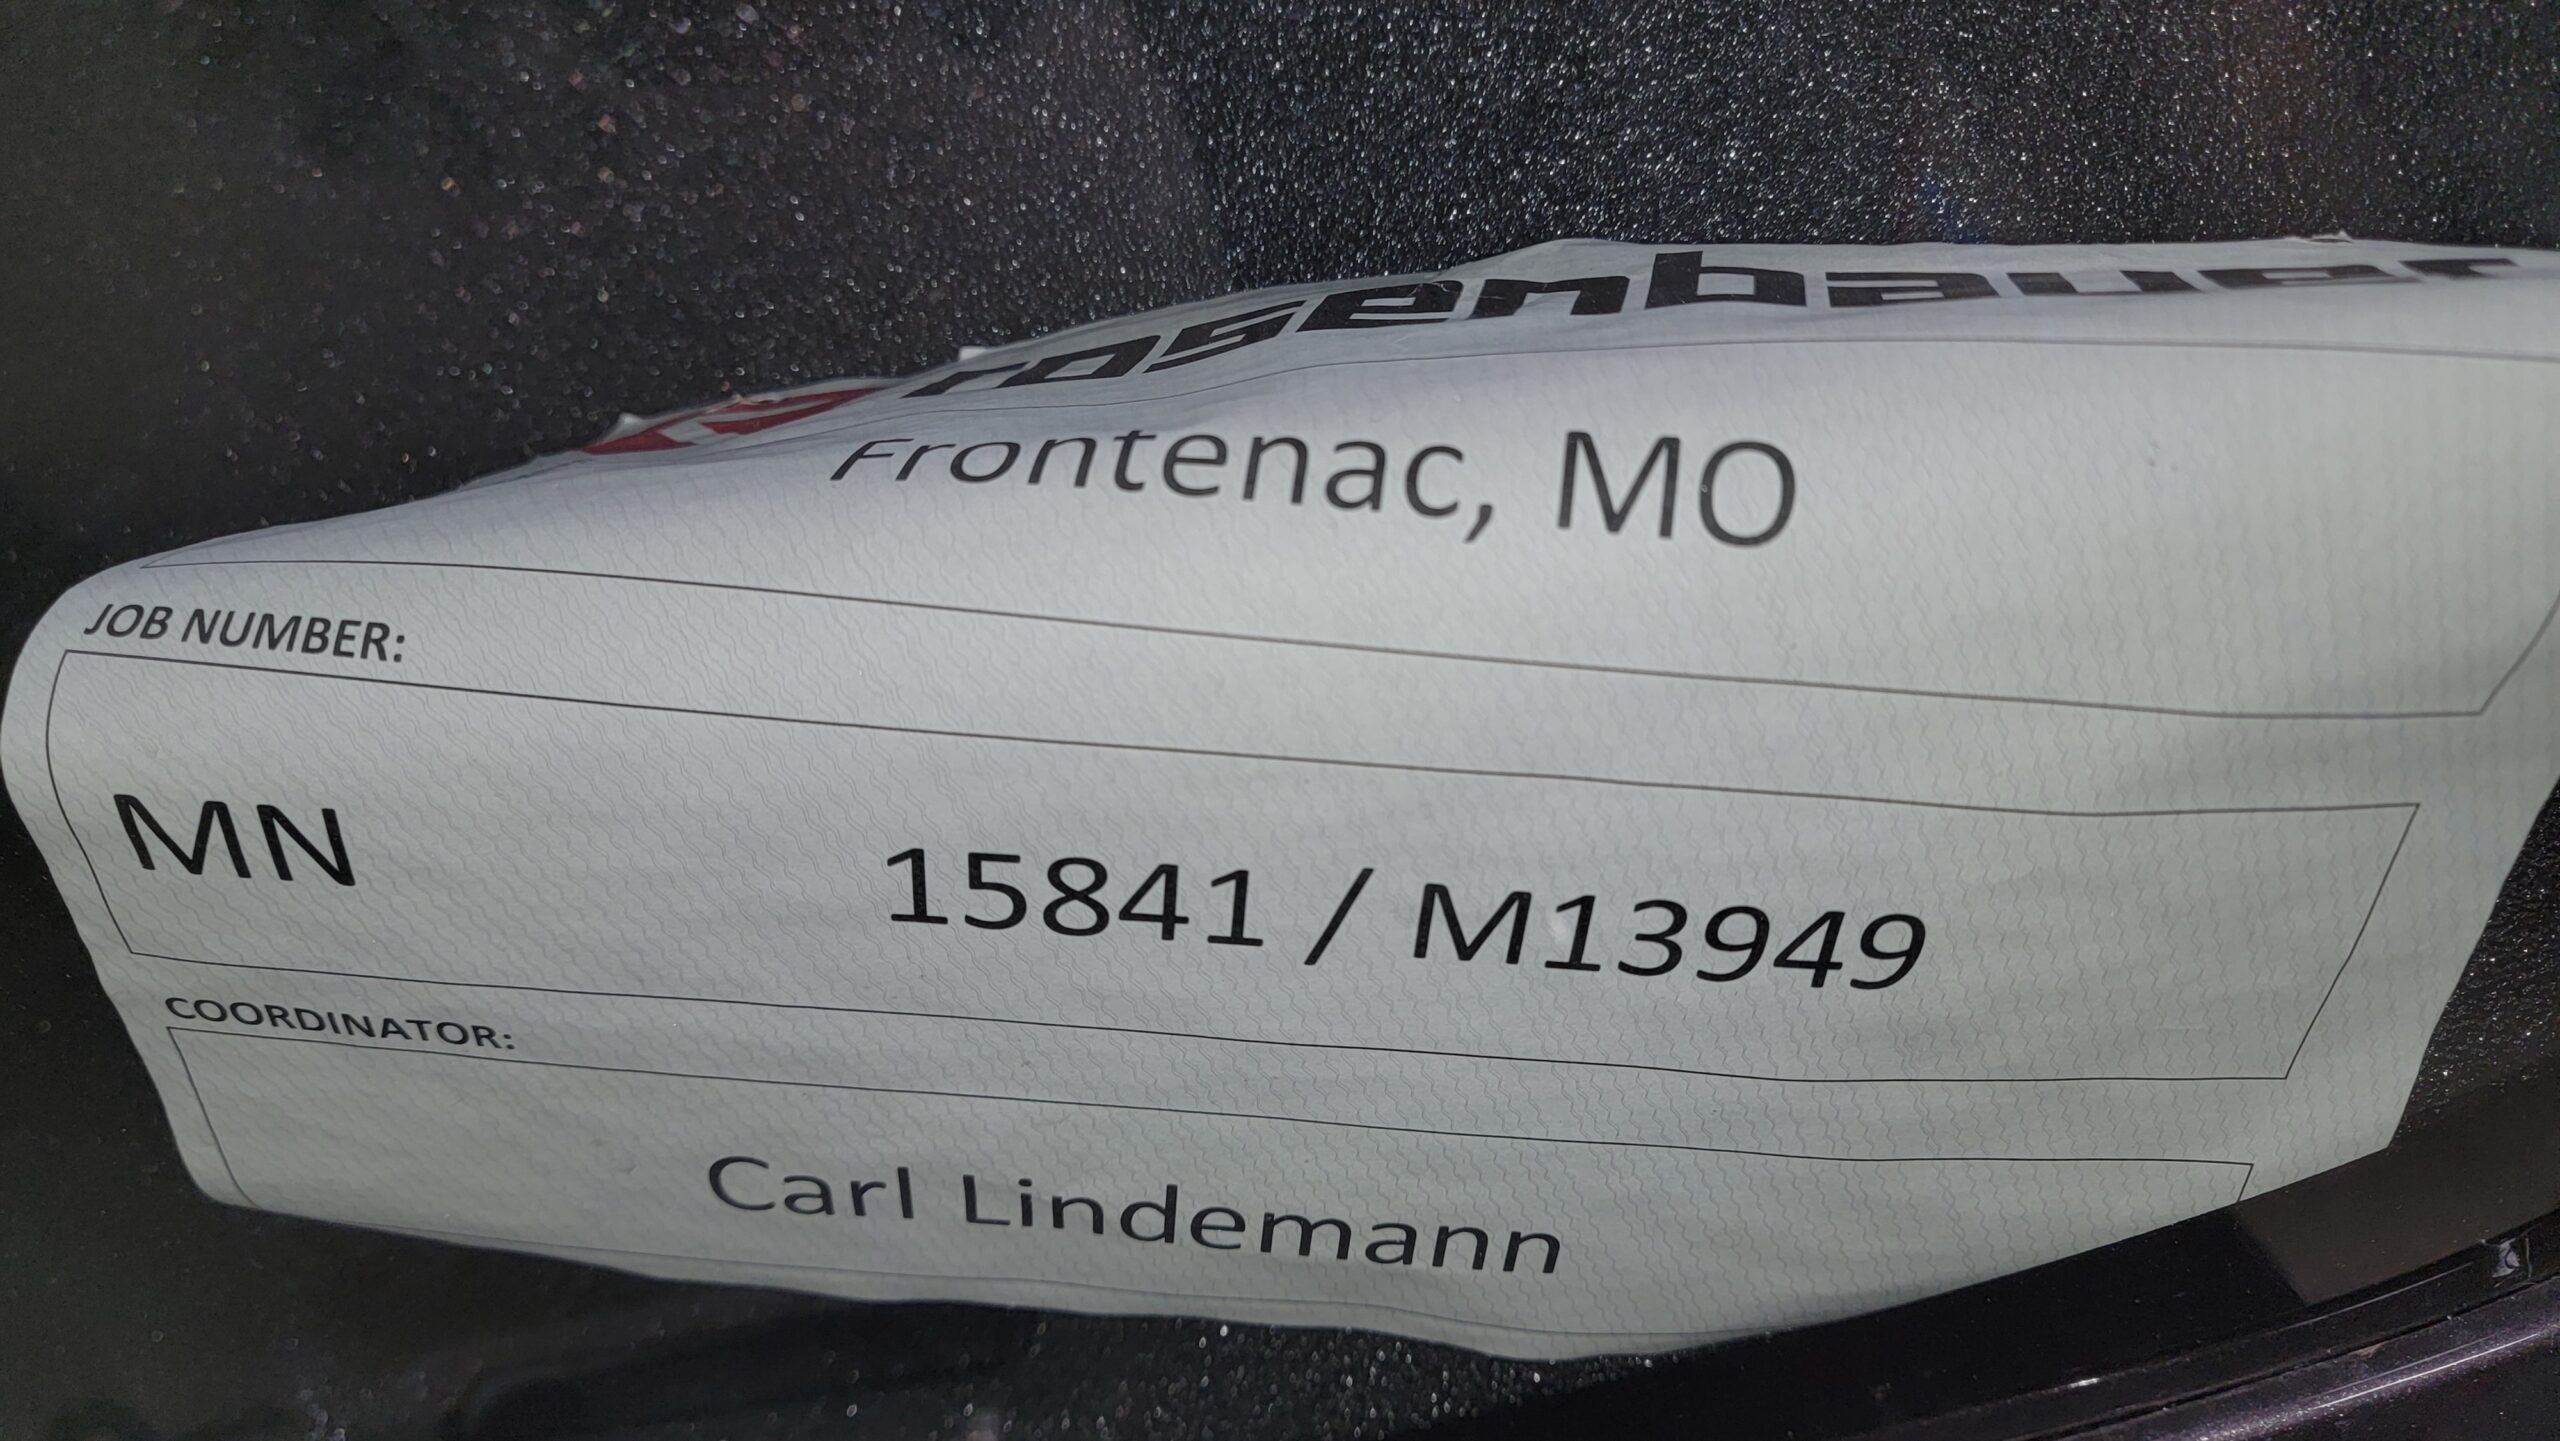 rosenbauer
Frontenac, MO
JOB NUMBER:
MN 15841 / M13949
COORDINATOR:
Carl Lindemann